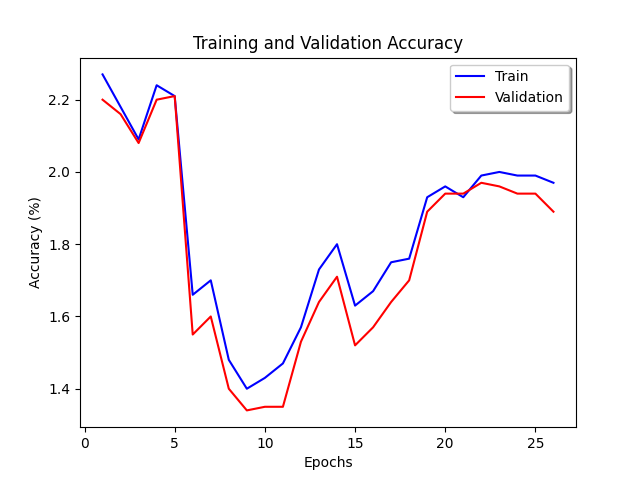 Training and Validation Accuracy
Train
Validation
2.2
2.0
1.8
1.6
1.4
Accuracy (%)
0
5
10
15
20
25
Epochs